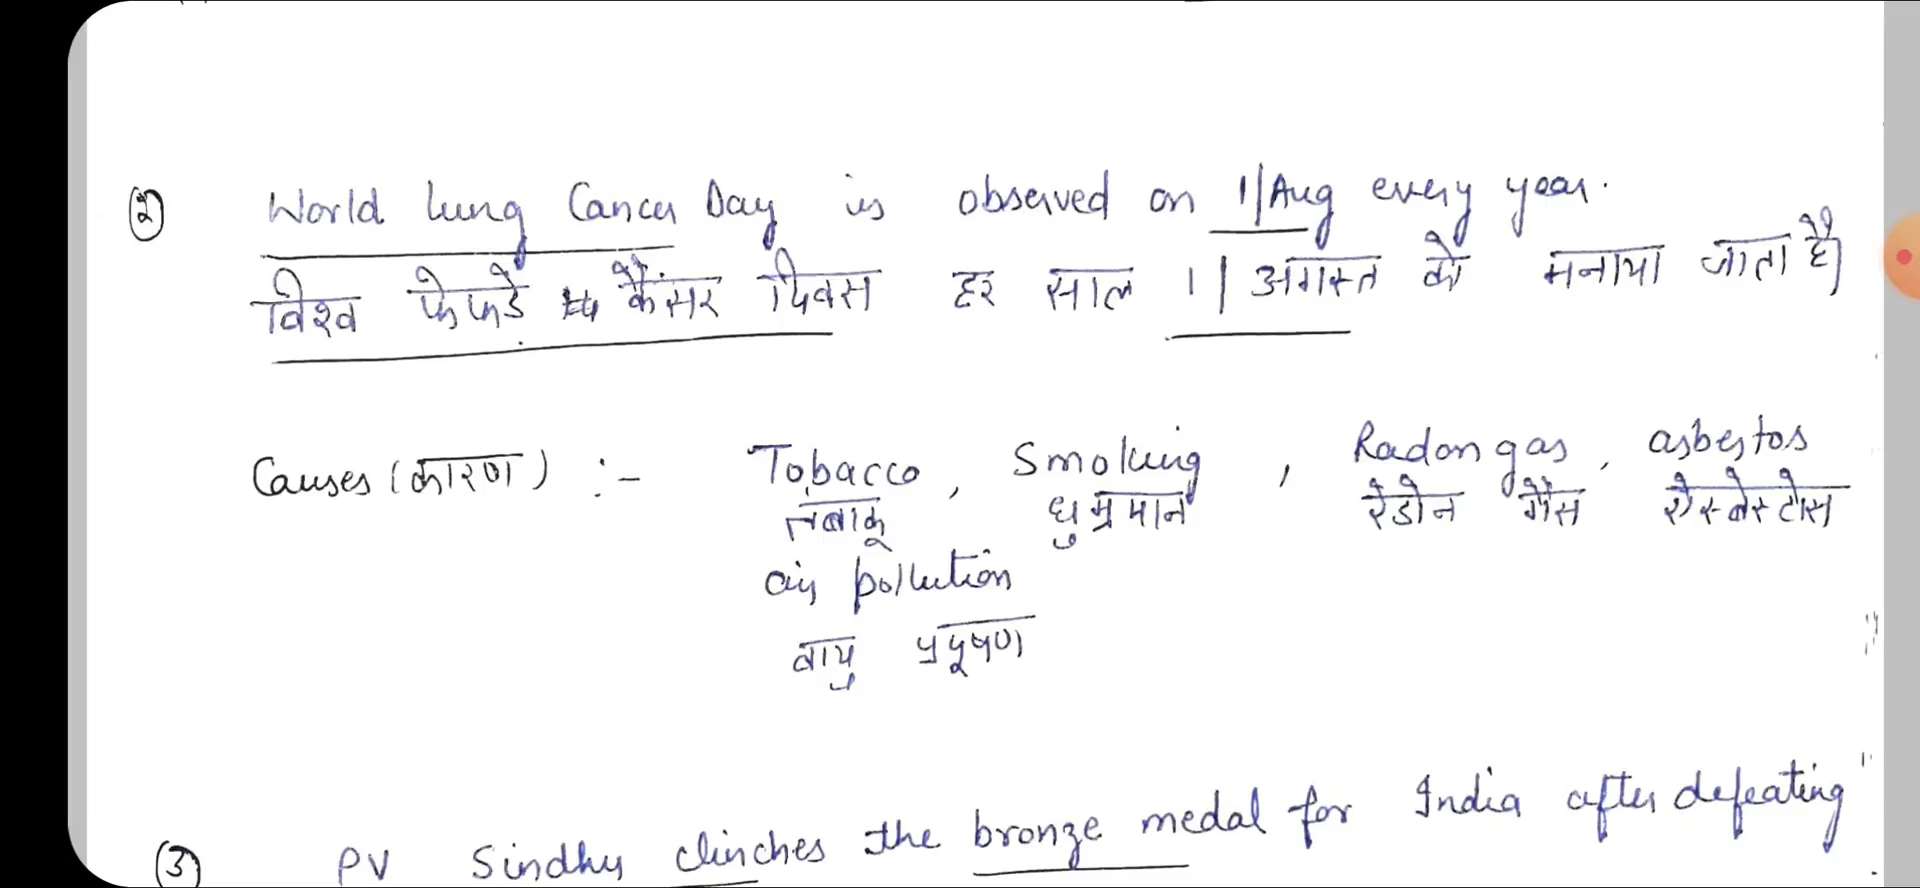 ② World lung Cancer Day is observed on 1/Aug every year.
विश्व फेफडे कैंसर दिवस हर साल 1/ अगस्त को मनाया जाता है।
Causes (कारण) :- Tobacco, Smoking, Radon gas, asbestos
तंबाकू धुम्रमान रेडोन गैस ऐस्बेस्टोस
air pollution
वायु प्रदूषण
③ PV Sindhu clinches the bronze medal for India after defeating